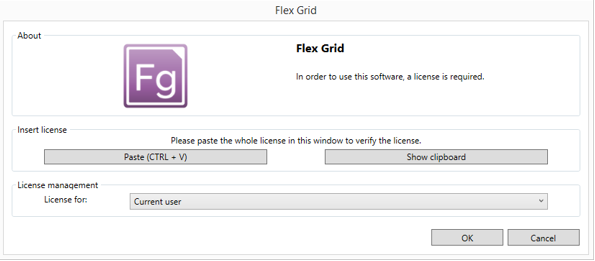 Flex Grid
About
Fg
Flex Grid
In order to use this software, a license is required.
Insert license
Please paste the whole license in this window to verify the license.
Paste (CTRL + V)
Show clipboard
License management
License for:
Current user
OK
Cancel